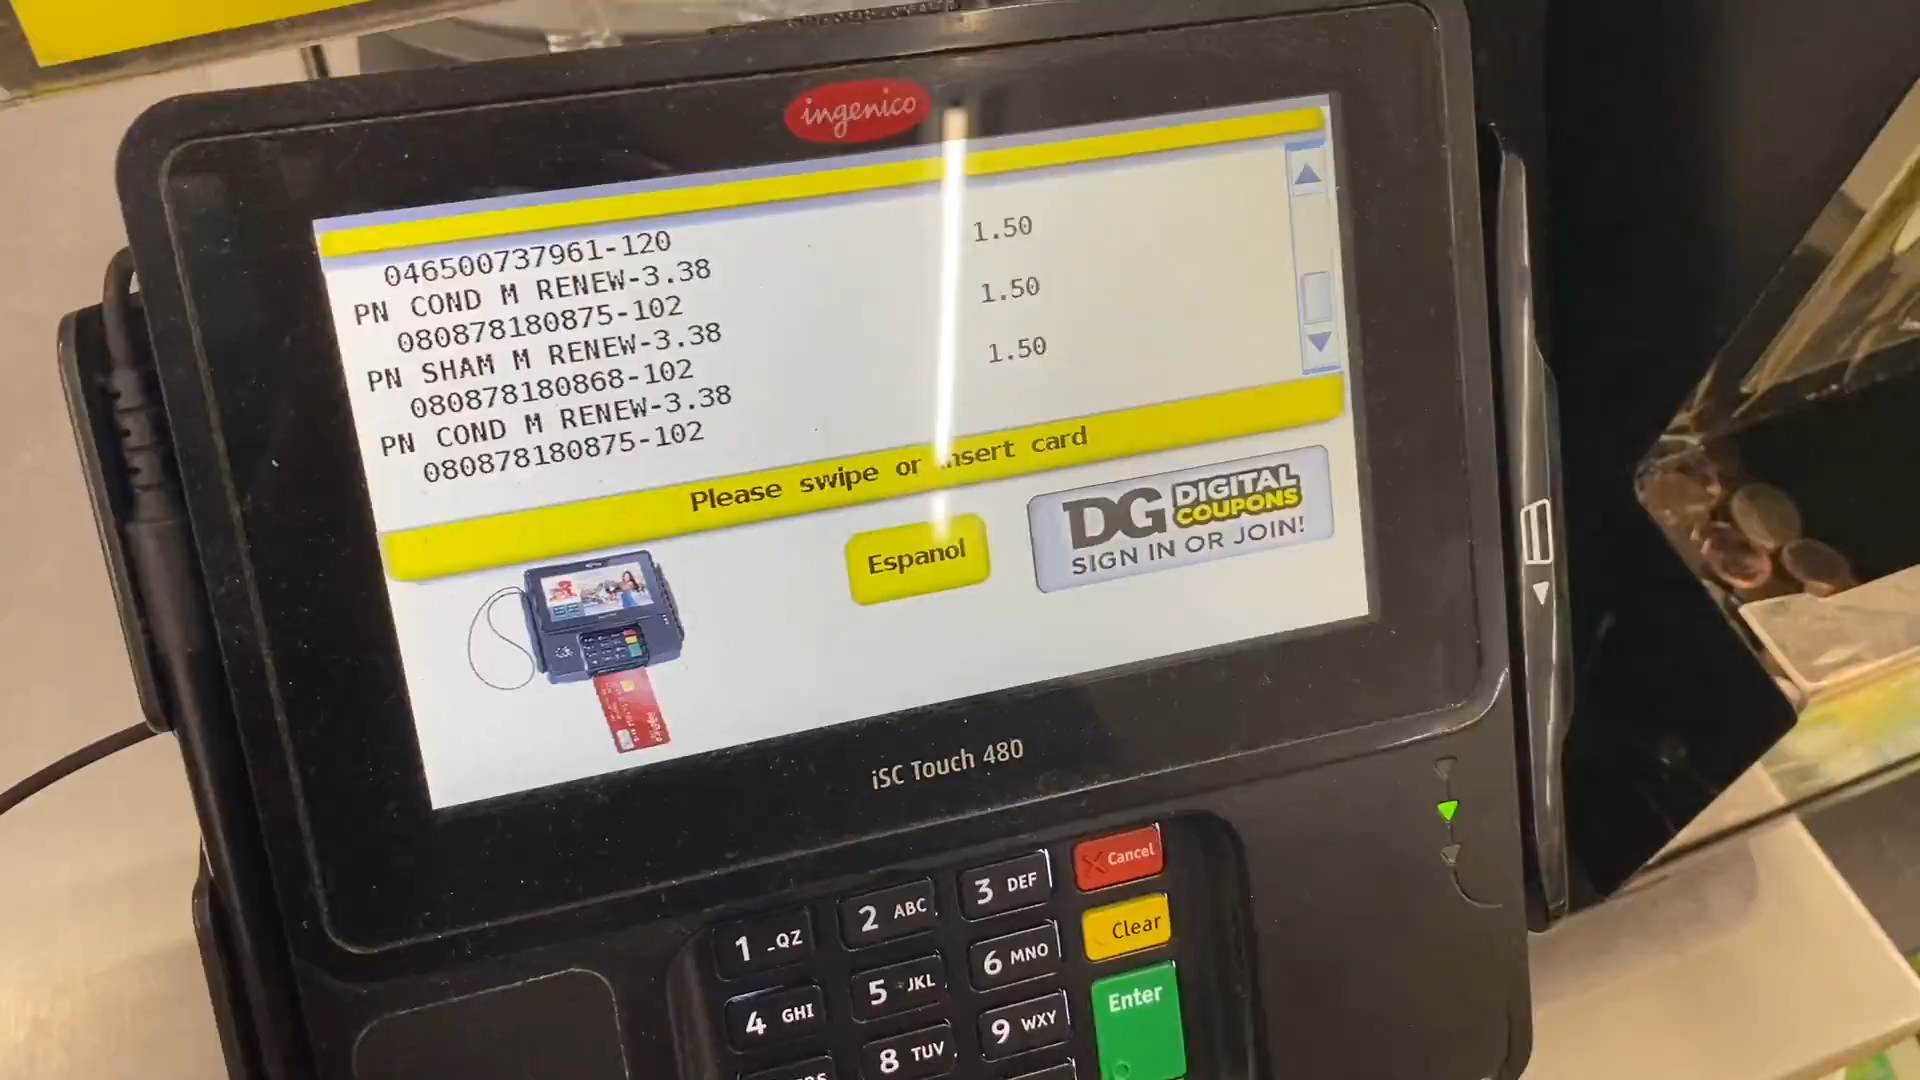 ingenico
046500737961-120
PN COND M RENEW-3.38 1.50
080878180875-102
PN SHAM M RENEW-3.38 1.50
080878180868-102
PN COND M RENEW-3.38 1.50
080878180875-102
Please swipe or insert card
Espanol
DG DIGITAL COUPONS
SIGN IN OR JOIN!
iSC Touch 480
1 -QZ
2 ABC
3 DEF
Cancel
4 GHI
5 JKL
6 MNO
Clear
8 TUV
9 WXY
Enter